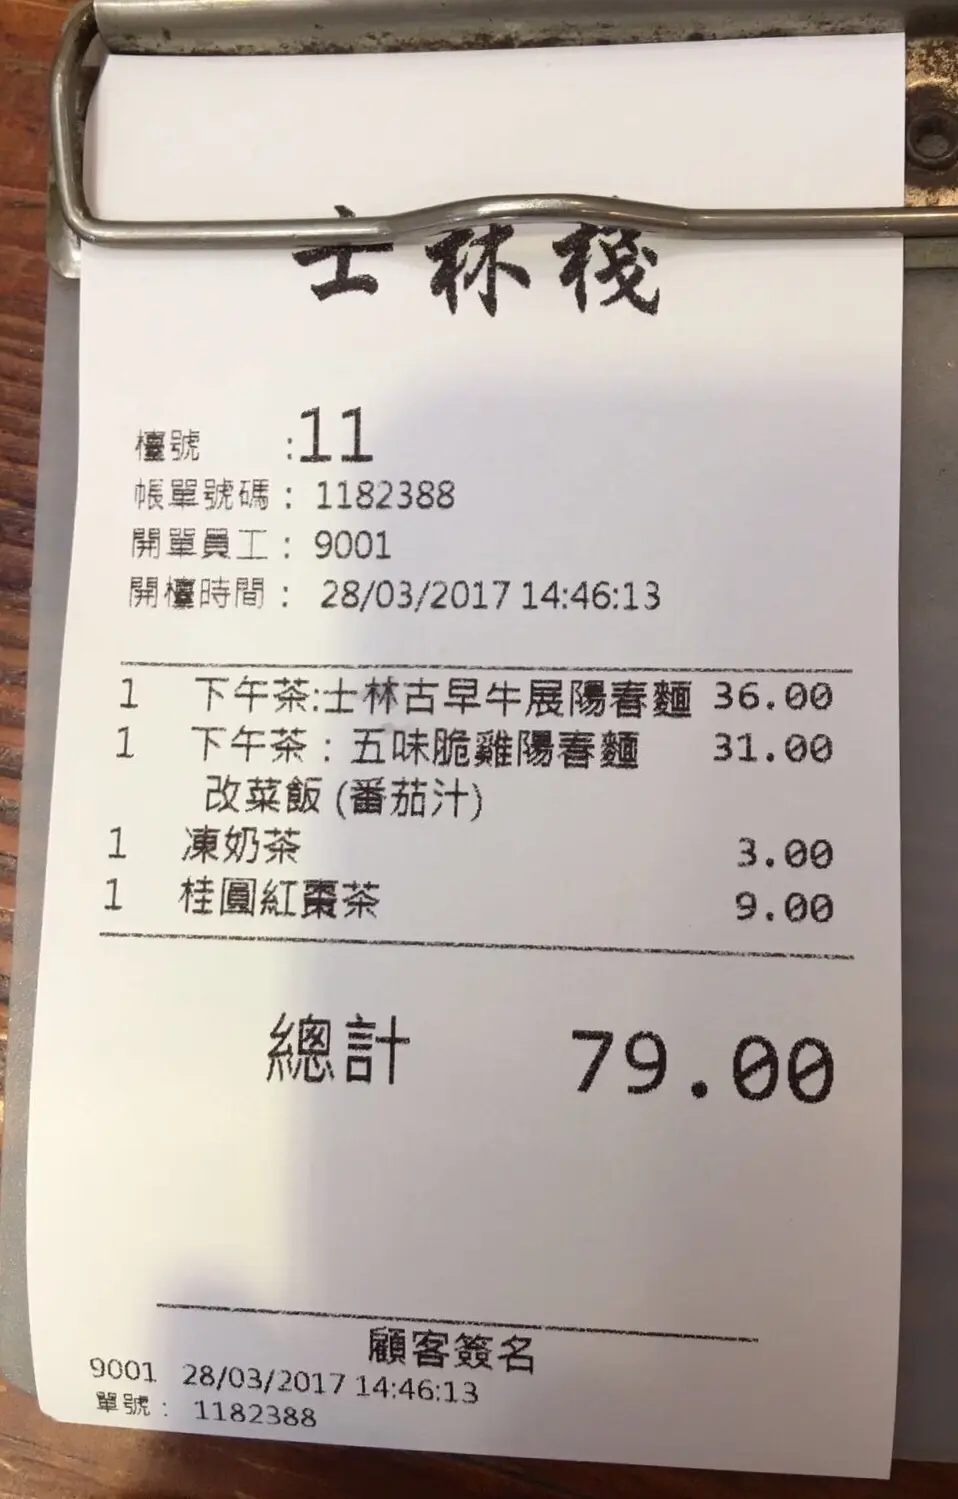 士林棧
檯號 :11
帳單號碼： 1182388
開單員工： 9001
開檯時間： 28/03/2017 14:46:13
1 下午茶:士林古早牛展陽春麵 36.00
1 下午茶：五味脆雞陽春麵 31.00
改菜飯 (番茄汁)
1 凍奶茶 3.00
1 桂圓紅棗茶 9.00
總計 79.00
顧客簽名
9001 28/03/2017 14:46:13
單號： 1182388